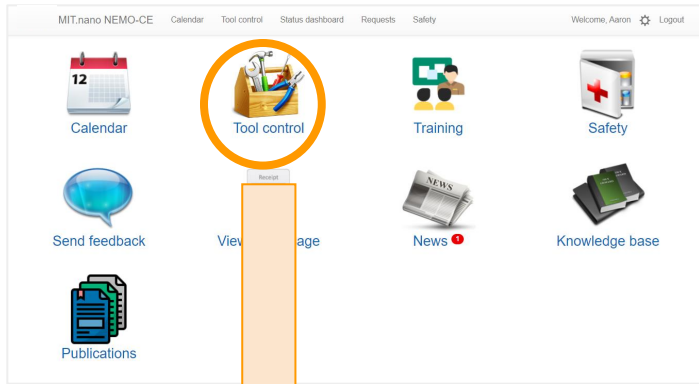 MIT.nano NEMO-CE Calendar Tool control Status dashboard Requests Safety Welcome, Aaron Logout
12
Calendar Tool control Training Safety
Receipt
NEWS
Send feedback View age News 1 Knowledge base
Publications